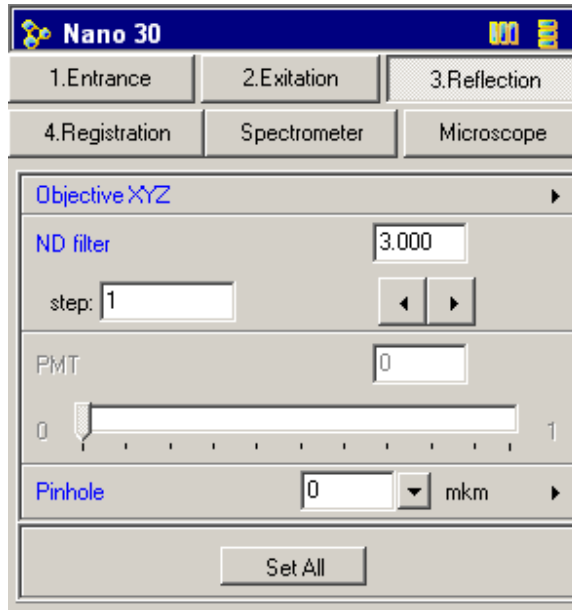 Nano 30
1.Entrance 2.Exitation 3.Reflection
4.Registration Spectrometer Microscope
Objective XYZ
ND filter 3.000
step: 1
PMT 0
0 1
Pinhole 0 mkm
Set All